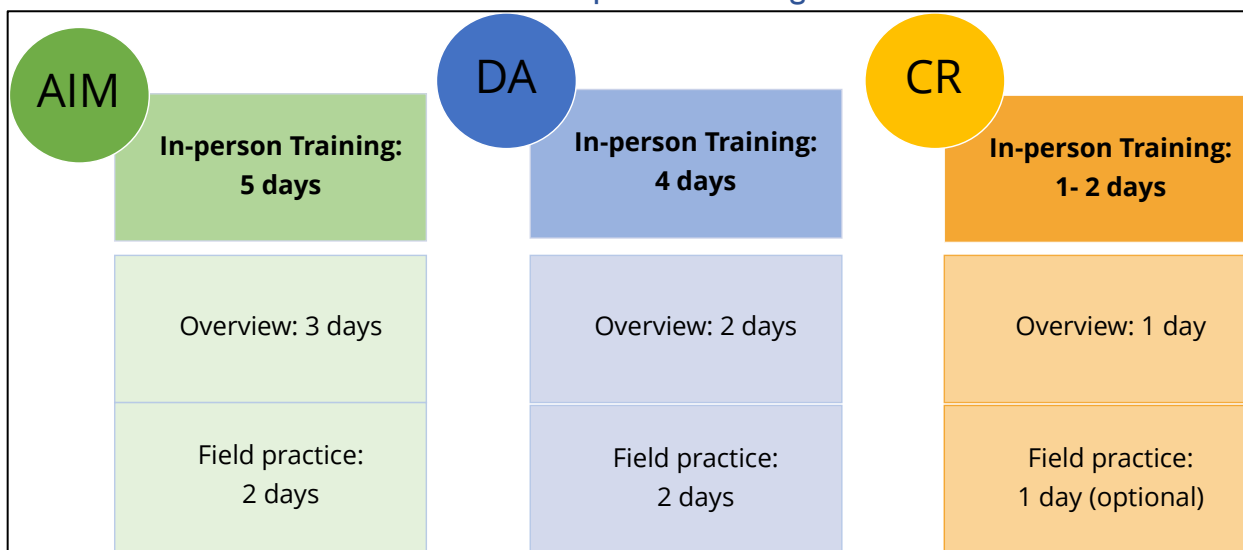 AIM
In-person Training:
5 days
Overview: 3 days
Field practice:
2 days
DA
In-person Training:
4 days
Overview: 2 days
Field practice:
2 days
CR
In-person Training:
1- 2 days
Overview: 1 day
Field practice:
1 day (optional)